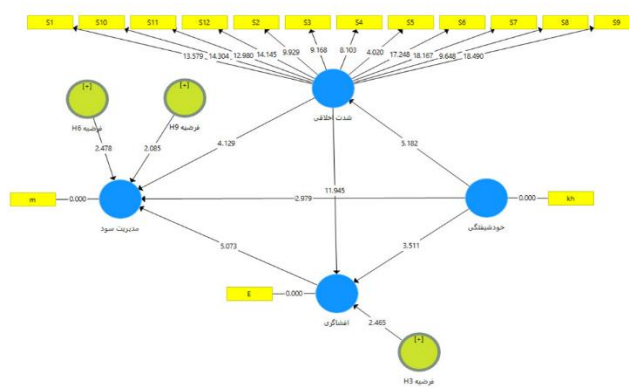 S1 S10 S11 S12 S2 S3 S4 S5 S6 S7 S8 S9
13.579 14.304 12.980 14.145 9.929 9.168 8.103 4.020 17.248 18.167 9.648 18.490
[+] [+]
شدت اخلاقی
فرضیه H6 فرضیه H9
2.478 2.085 4.129 5.182
11.945
m 0.000 2.979 0.000 kh
مدیریت سود خودشیفتگی
5.073 3.511
E 0.000
افشاگری 2.465
[+]
فرضیه H3